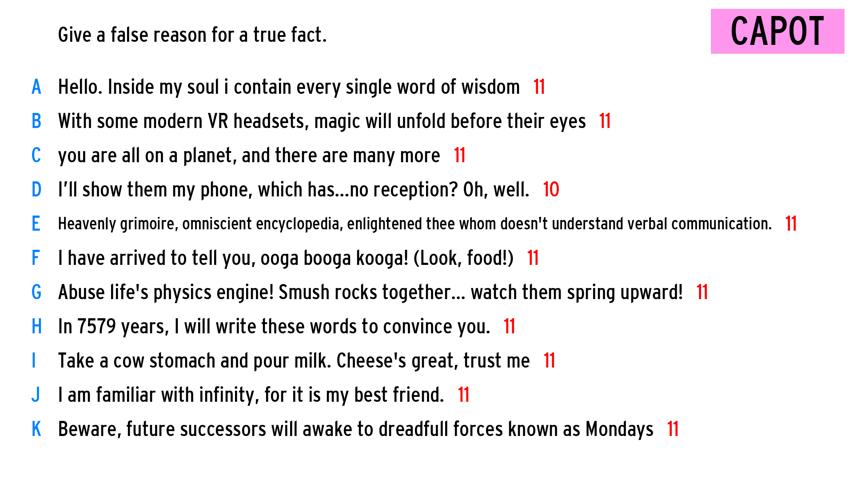 Give a false reason for a true fact.
CAPOT
A Hello. Inside my soul i contain every single word of wisdom 11
B With some modern VR headsets, magic will unfold before their eyes 11
C you are all on a planet, and there are many more 11
D I'll show them my phone, which has...no reception? Oh, well. 10
E Heavenly grimoire, omniscient encyclopedia, enlightened thee whom doesn't understand verbal communication. 11
F I have arrived to tell you, ooga booga kooga! (Look, food!) 11
G Abuse life's physics engine! Smush rocks together... watch them spring upward! 11
H In 7579 years, I will write these words to convince you. 11
I Take a cow stomach and pour milk. Cheese's great, trust me 11
J I am familiar with infinity, for it is my best friend. 11
K Beware, future successors will awake to dreadfull forces known as Mondays 11